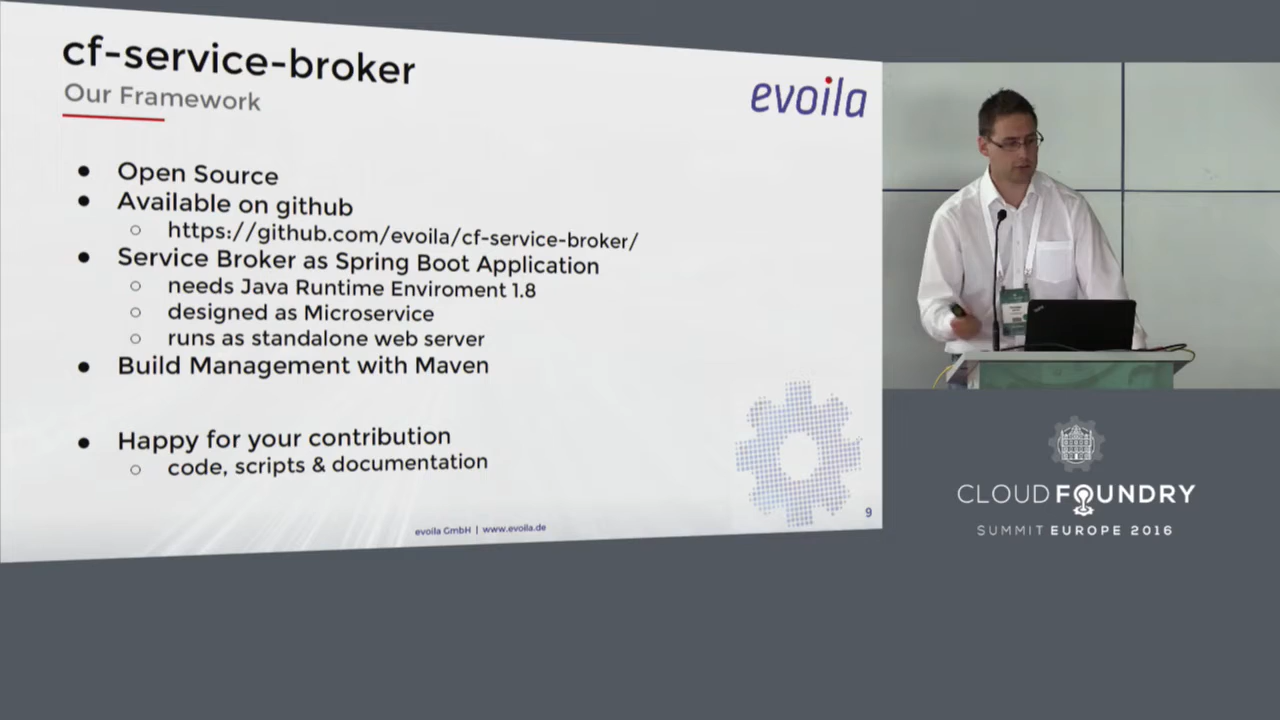 cf-service-broker
Our Framework
evoila
● Open Source
● Available on github
○ https://github.com/evoila/cf-service-broker/
● Service Broker as Spring Boot Application
○ needs Java Runtime Enviroment 1.8
○ designed as Microservice
○ runs as standalone web server
● Build Management with Maven
● Happy for your contribution
○ code, scripts & documentation
evoila GmbH | www.evoila.de
9
CLOUD FOUNDRY
SUMMIT EUROPE 2016